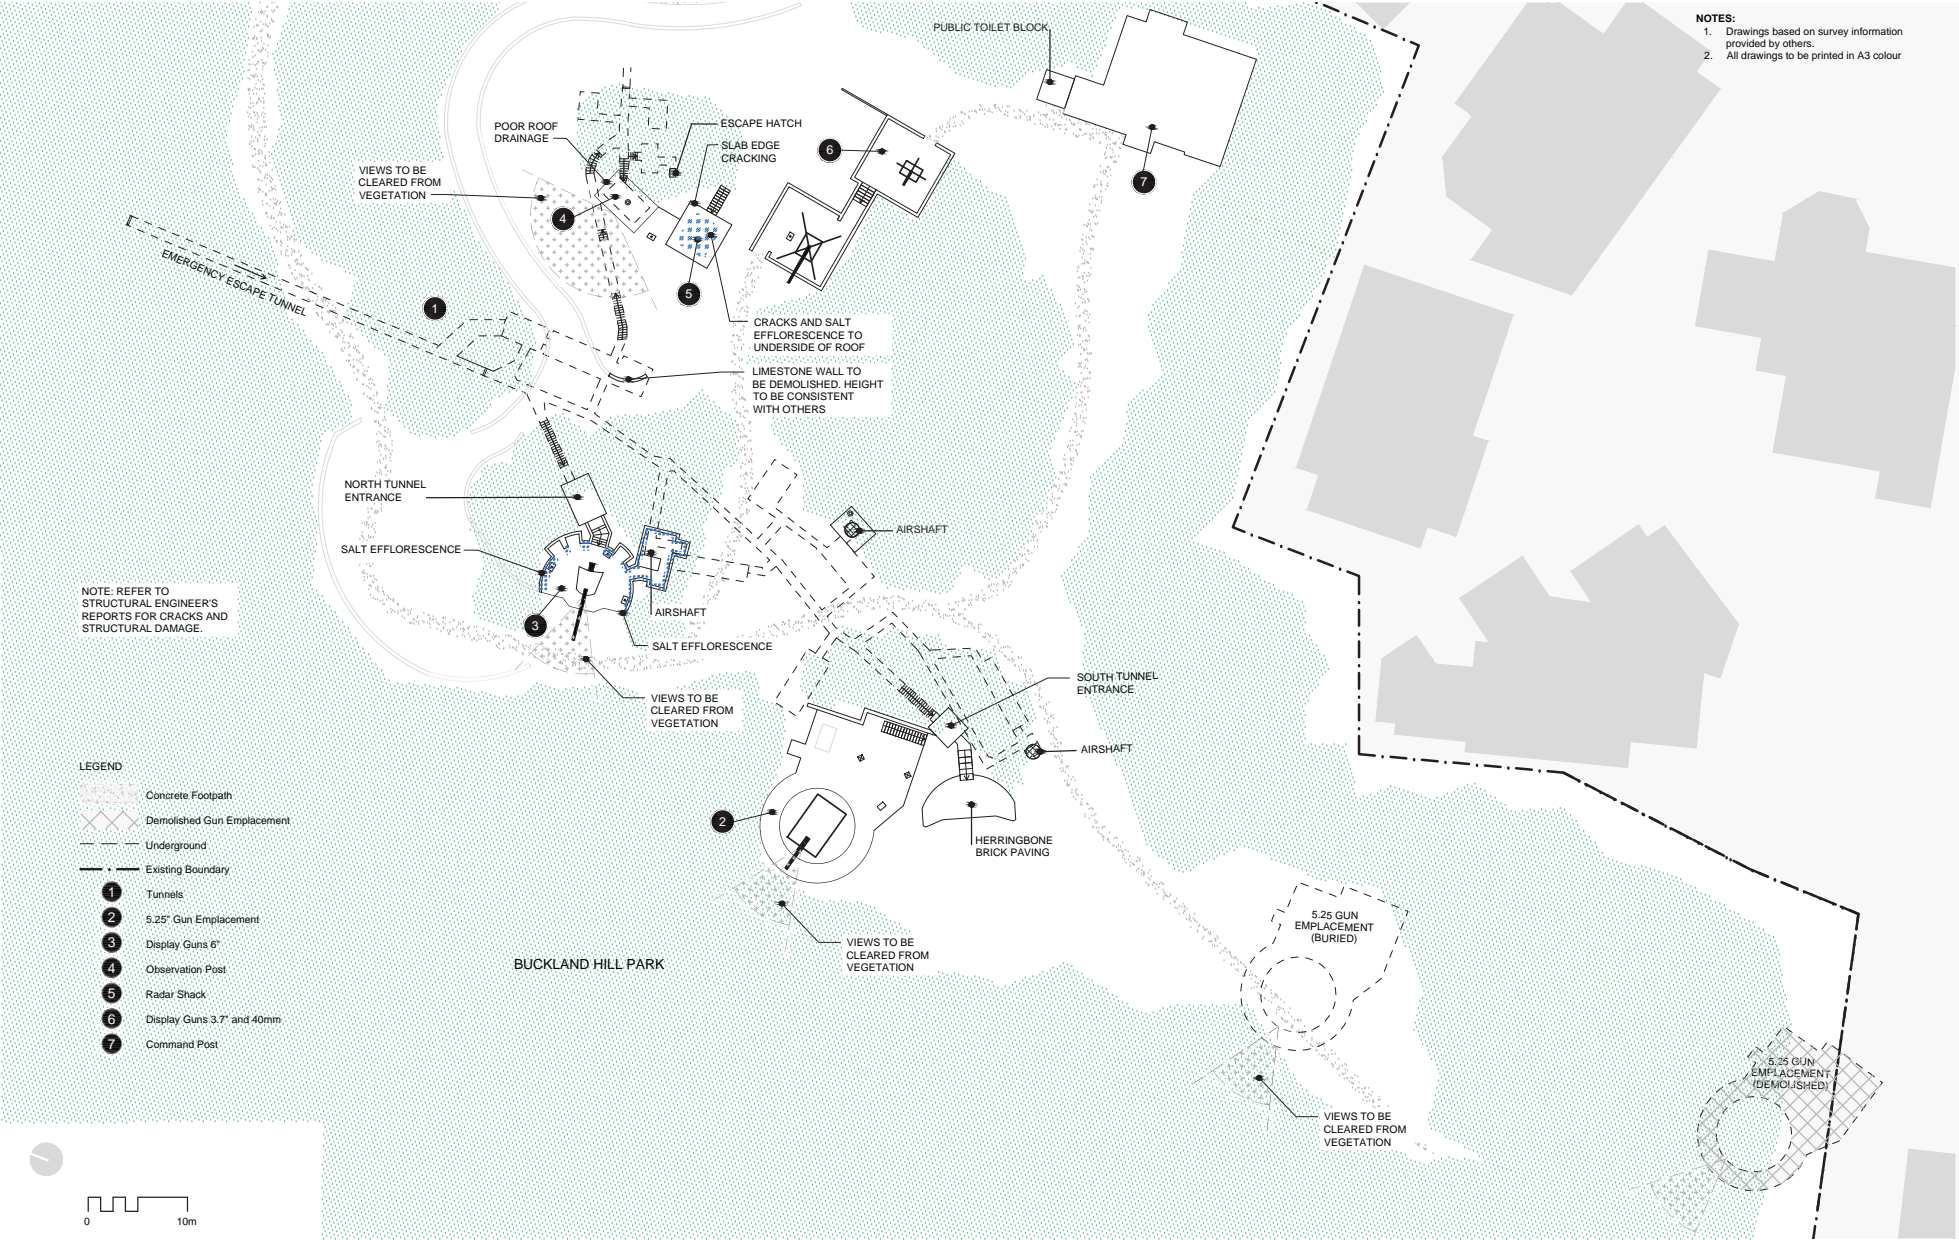 PUBLIC TOILET BLOCK
NOTES:
1. Drawings based on survey information
provided by others.
2. All drawings to be printed in A3 colour
POOR ROOF
DRAINAGE
ESCAPE HATCH
SLAB EDGE
CRACKING
6
VIEWS TO BE
CLEARED FROM
VEGETATION
7
4
EMERGENCY ESCAPE TUNNEL
1
5
CRACKS AND SALT
EFFLORESCENCE TO
UNDERSIDE OF ROOF
LIMESTONE WALL TO
BE DEMOLISHED. HEIGHT
TO BE CONSISTENT
WITH OTHERS
NORTH TUNNEL
ENTRANCE
AIRSHAFT
SALT EFFLORESCENCE
NOTE: REFER TO
STRUCTURAL ENGINEER'S
REPORTS FOR CRACKS AND
STRUCTURAL DAMAGE.
3
AIRSHAFT
SALT EFFLORESCENCE
VIEWS TO BE
CLEARED FROM
VEGETATION
SOUTH TUNNEL
ENTRANCE
AIRSHAFT
2
HERRINGBONE
BRICK PAVING
LEGEND
Concrete Footpath
Demolished Gun Emplacement
Underground
Existing Boundary
1 Tunnels
2 5.25" Gun Emplacement
3 Display Guns 6"
4 Observation Post
5 Radar Shack
6 Display Guns 3.7" and 40mm
7 Command Post
BUCKLAND HILL PARK
VIEWS TO BE
CLEARED FROM
VEGETATION
5.25 GUN
EMPLACEMENT
(BURIED)
5.25 GUN
EMPLACEMENT
(DEMOLISHED)
VIEWS TO BE
CLEARED FROM
VEGETATION
0 10m